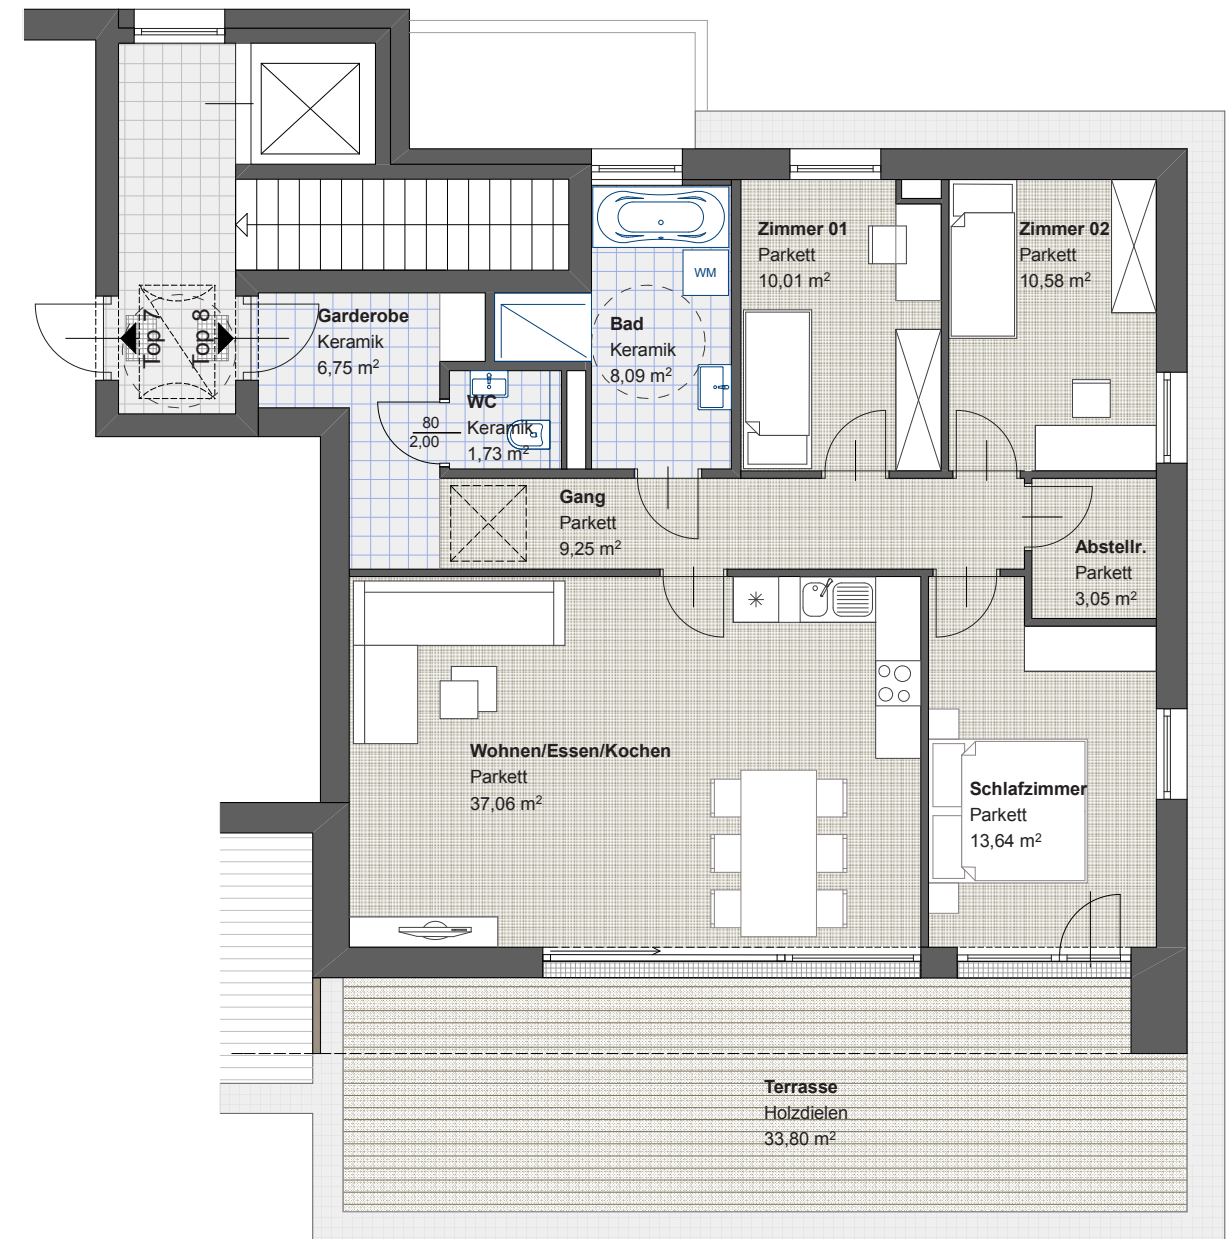 Zimmer 01
Parkett
10,01 m²
Zimmer 02
Parkett
10,58 m²
WM
Top 7
Top 8
Garderobe
Keramik
6,75 m²
Bad
Keramik
8,09 m²
WC
Keramik
1,73 m²
80
2,00
Gang
Parkett
9,25 m²
Abstellr.
Parkett
3,05 m²
Wohnen/Essen/Kochen
Parkett
37,06 m²
Schlafzimmer
Parkett
13,64 m²
Terrasse
Holzdielen
33,80 m²